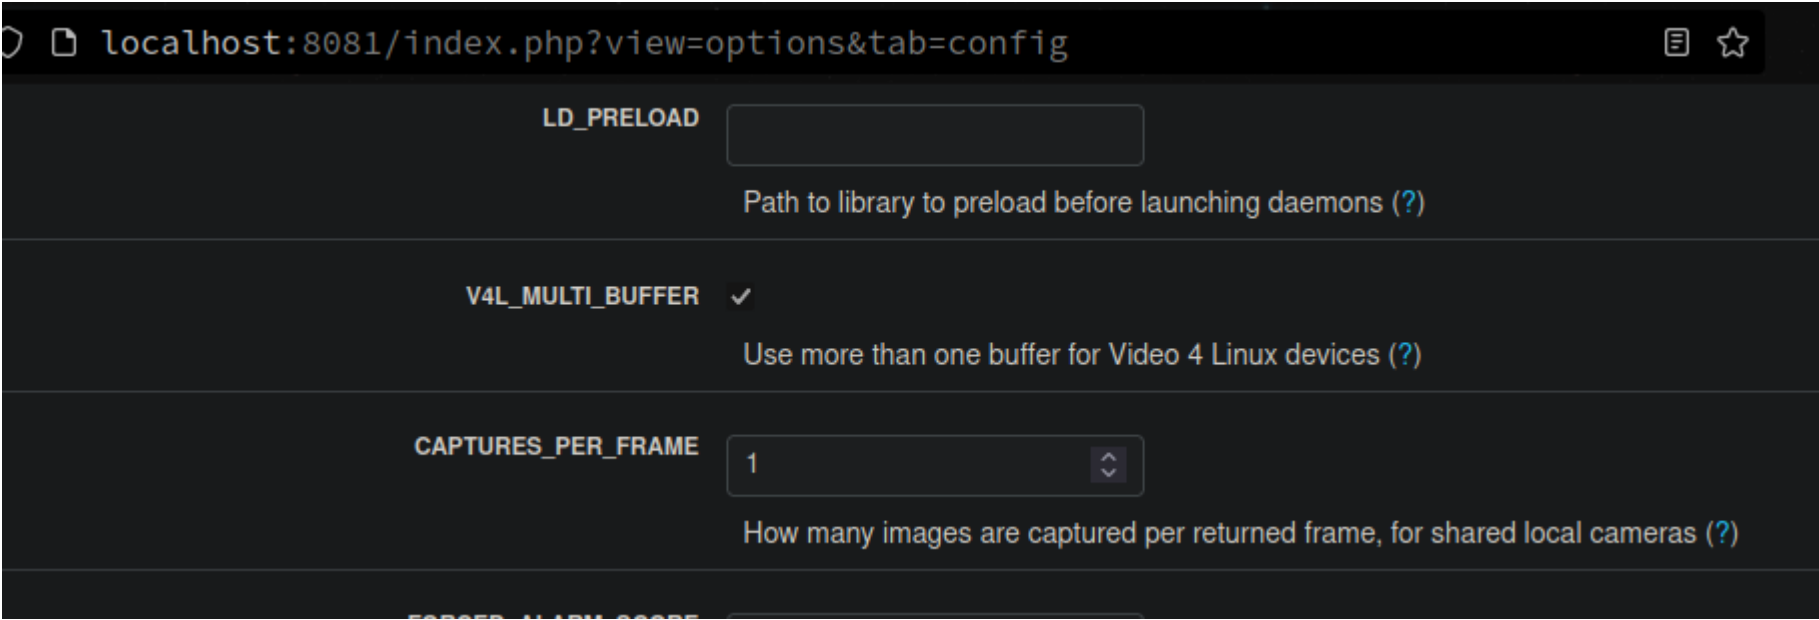 localhost:8081/index.php?view=options&tab=config
LD_PRELOAD
Path to library to preload before launching daemons (?)
V4L_MULTI_BUFFER
Use more than one buffer for Video 4 Linux devices (?)
CAPTURES_PER_FRAME
1
How many images are captured per returned frame, for shared local cameras (?)
FORCED_ALARM_SCORE